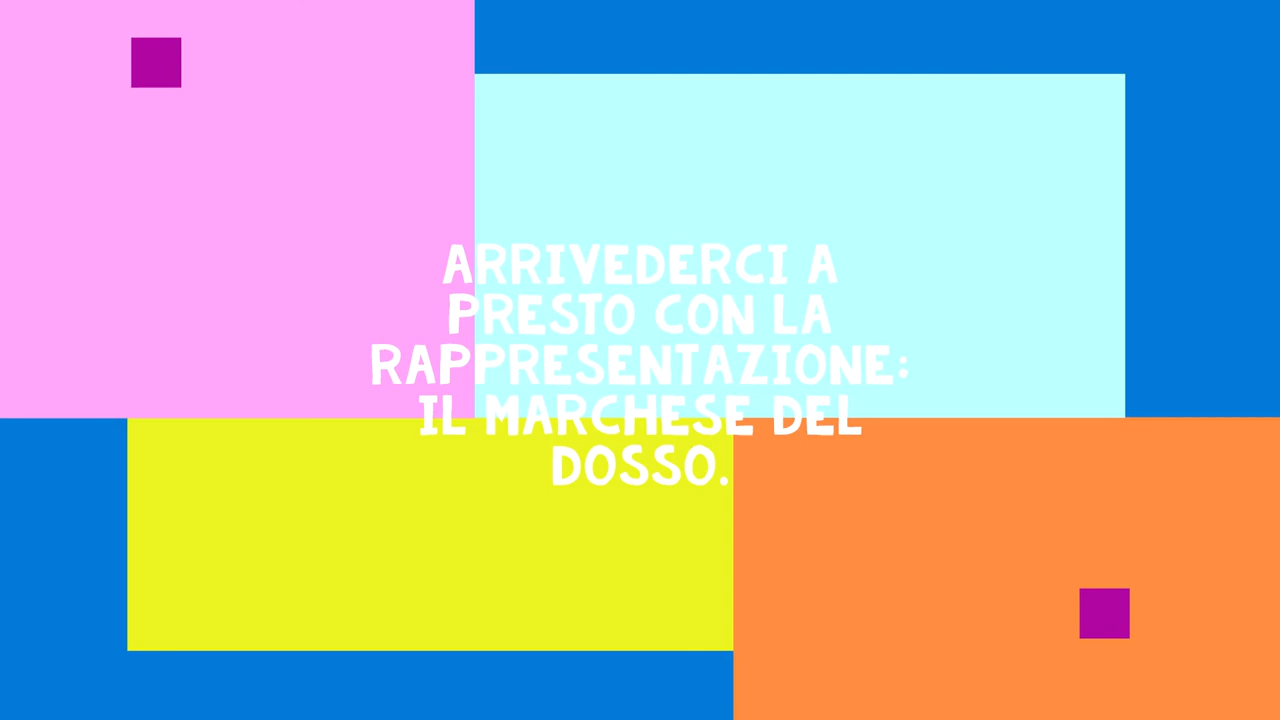 ARRIVEDERCI A
PRESTO CON LA
RAPPRESENTAZIONE:
IL MARCHESE DEL
DOSSO.